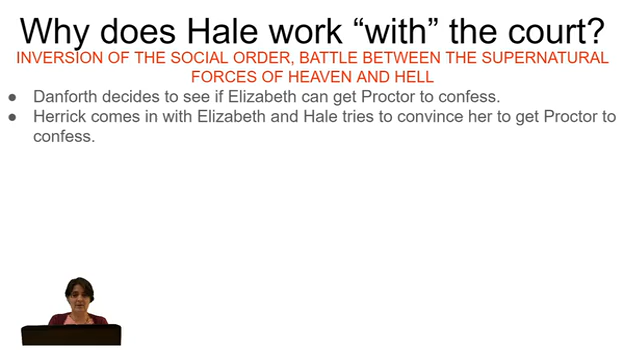 Why does Hale work “with” the court?
INVERSION OF THE SOCIAL ORDER, BATTLE BETWEEN THE SUPERNATURAL
FORCES OF HEAVEN AND HELL
● Danforth decides to see if Elizabeth can get Proctor to confess.
● Herrick comes in with Elizabeth and Hale tries to convince her to get Proctor to
confess.